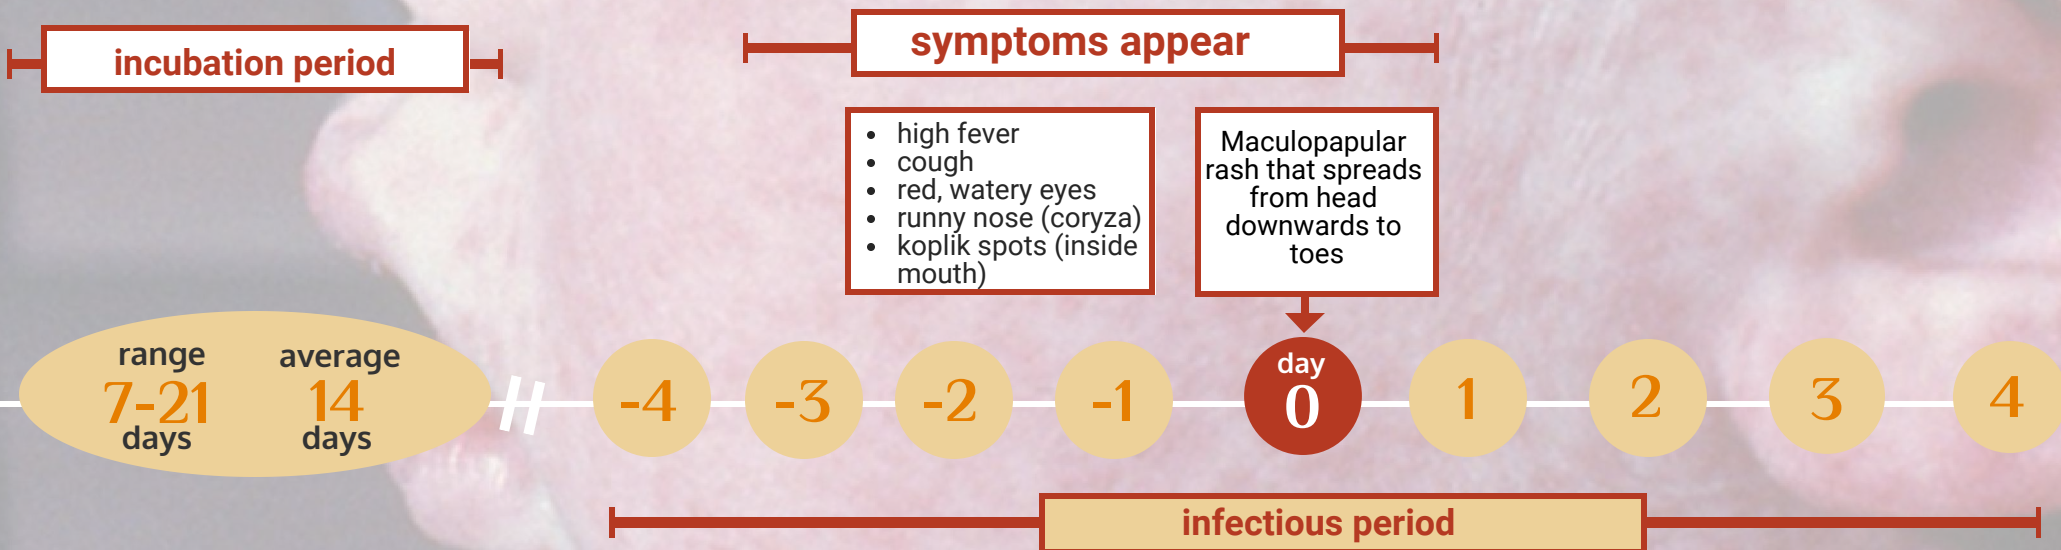 incubation period
symptoms appear
• high fever
• cough
• red, watery eyes
• runny nose (coryza)
• koplik spots (inside
mouth)
Maculopapular
rash that spreads
from head
downwards to
toes
range
7-21
days
average
14
days
-4
-3
-2
-1
day
0
1
2
3
4
infectious period